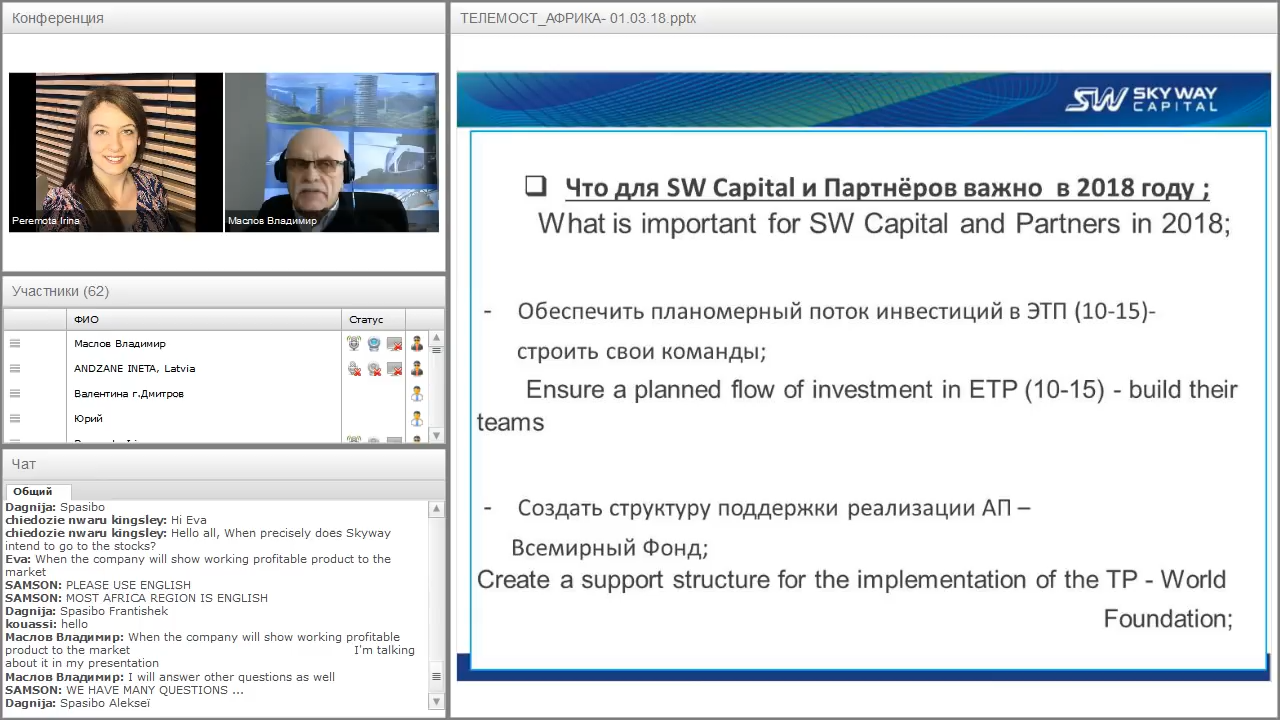 Конференция
Peremota Irina
Маслов Владимир
Участники (62)
ФИО
Статус
Маслов Владимир
ANDZANE INETA, Latvia
Валентина г.Дмитров
Юрий
Чат
Общий
Dagnija: Spasibo
chiedozie nwaru kingsley: Hi Eva
chiedozie nwaru kingsley: Hello all, When precisely does Skyway
intend to go to the stocks?
Eva: When the company will show working profitable product to the
market
SAMSON: PLEASE USE ENGLISH
SAMSON: MOST AFRICA REGION IS ENGLISH
Dagnija: Spasibo Frantishek
kouassi: hello
Маслов Владимир: When the company will show working profitable
product to the market I'm talking
about it in my presentation
Маслов Владимир: I will answer other questions as well
SAMSON: WE HAVE MANY QUESTIONS ...
Dagnija: Spasibo Alekseï
ТЕЛЕМОСТ_АФРИКА- 01.03.18.pptx
SW SKY WAY
CAPITAL
Что для SW Capital и Партнёров важно в 2018 году ;
What is important for SW Capital and Partners in 2018;
- Обеспечить планомерный поток инвестиций в ЭТП (10-15)-
строить свои команды;
Ensure a planned flow of investment in ETP (10-15) - build their
teams
- Создать структуру поддержки реализации АП –
Всемирный Фонд;
Create a support structure for the implementation of the TP - World
Foundation;